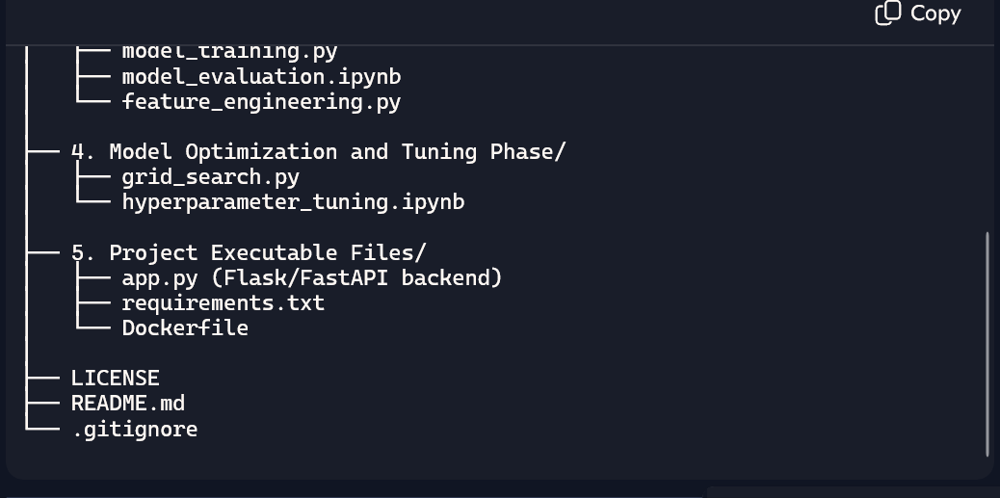 Copy
├── model_training.py
├── model_evaluation.ipynb
└── feature_engineering.py
├── 4. Model Optimization and Tuning Phase/
├── grid_search.py
└── hyperparameter_tuning.ipynb
├── 5. Project Executable Files/
├── app.py (Flask/FastAPI backend)
├── requirements.txt
└── Dockerfile
├── LICENSE
├── README.md
└── .gitignore